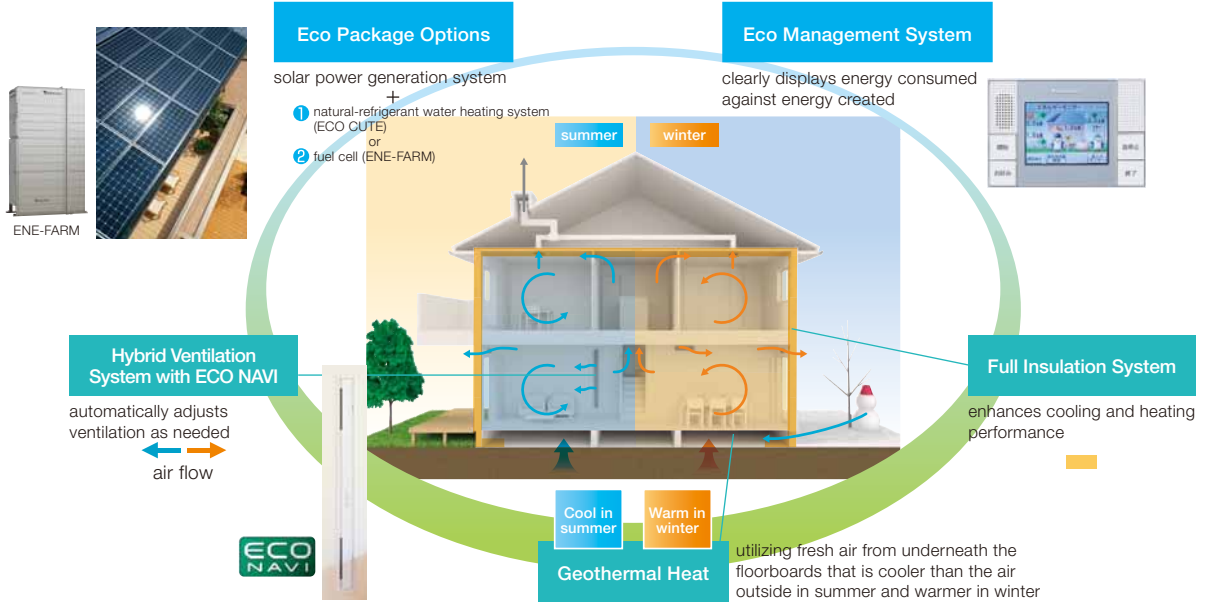 Eco Package Options
solar power generation system
+
1 natural-refrigerant water heating system
(ECO CUTE)
or
2 fuel cell (ENE-FARM)
ENE-FARM
Eco Management System
clearly displays energy consumed
against energy created
summer
winter
Hybrid Ventilation
System with ECO NAVI
automatically adjusts
ventilation as needed
air flow
ECO
NAVI
Full Insulation System
enhances cooling and heating
performance
Cool in
summer
Warm in
winter
Geothermal Heat
utilizing fresh air from underneath the
floorboards that is cooler than the air
outside in summer and warmer in winter